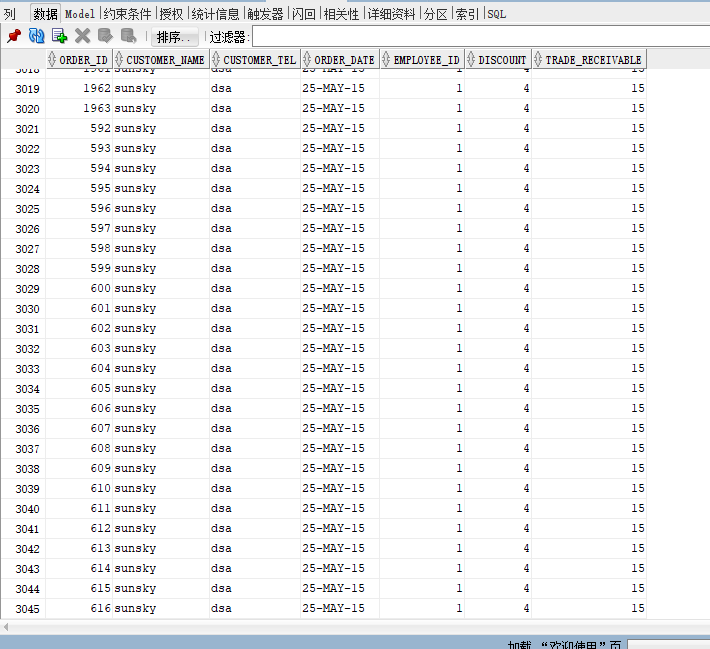 列 数据 Model 约束条件 授权 统计信息 触发器 闪回 相关性 详细资料 分区 索引 SQL
排序.. 过滤器:
ORDER_ID CUSTOMER_NAME CUSTOMER_TEL ORDER_DATE EMPLOYEE_ID DISCOUNT TRADE_RECEIVABLE
3018 1961 sunsky dsa 25-MAY-15 1 4 15
3019 1962 sunsky dsa 25-MAY-15 1 4 15
3020 1963 sunsky dsa 25-MAY-15 1 4 15
3021 592 sunsky dsa 25-MAY-15 1 4 15
3022 593 sunsky dsa 25-MAY-15 1 4 15
3023 594 sunsky dsa 25-MAY-15 1 4 15
3024 595 sunsky dsa 25-MAY-15 1 4 15
3025 596 sunsky dsa 25-MAY-15 1 4 15
3026 597 sunsky dsa 25-MAY-15 1 4 15
3027 598 sunsky dsa 25-MAY-15 1 4 15
3028 599 sunsky dsa 25-MAY-15 1 4 15
3029 600 sunsky dsa 25-MAY-15 1 4 15
3030 601 sunsky dsa 25-MAY-15 1 4 15
3031 602 sunsky dsa 25-MAY-15 1 4 15
3032 603 sunsky dsa 25-MAY-15 1 4 15
3033 604 sunsky dsa 25-MAY-15 1 4 15
3034 605 sunsky dsa 25-MAY-15 1 4 15
3035 606 sunsky dsa 25-MAY-15 1 4 15
3036 607 sunsky dsa 25-MAY-15 1 4 15
3037 608 sunsky dsa 25-MAY-15 1 4 15
3038 609 sunsky dsa 25-MAY-15 1 4 15
3039 610 sunsky dsa 25-MAY-15 1 4 15
3040 611 sunsky dsa 25-MAY-15 1 4 15
3041 612 sunsky dsa 25-MAY-15 1 4 15
3042 613 sunsky dsa 25-MAY-15 1 4 15
3043 614 sunsky dsa 25-MAY-15 1 4 15
3044 615 sunsky dsa 25-MAY-15 1 4 15
3045 616 sunsky dsa 25-MAY-15 1 4 15
加载 “欢迎使用”页